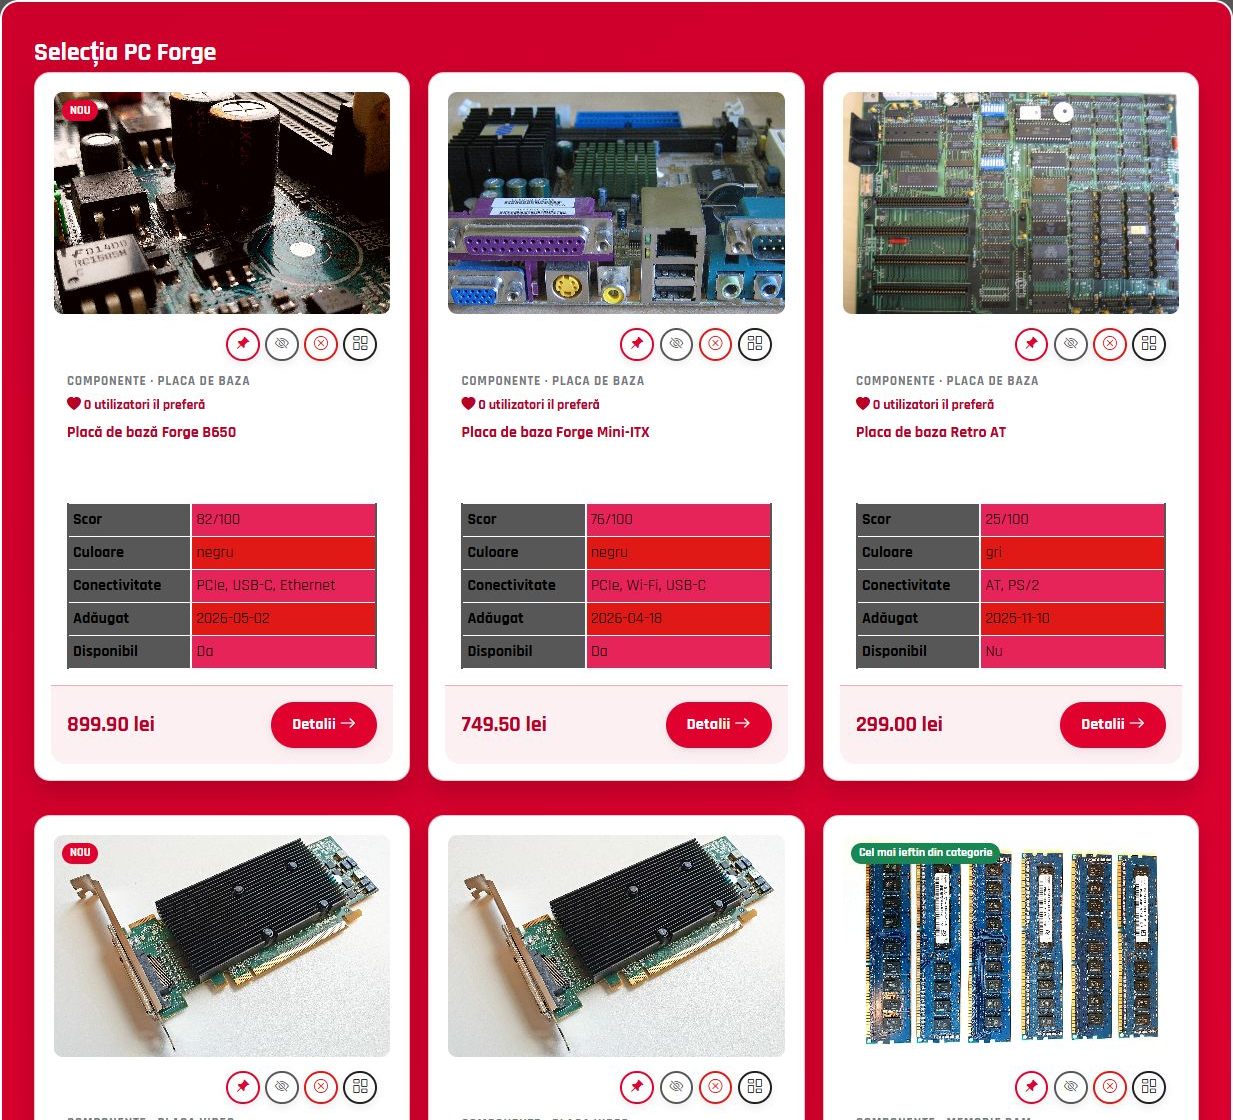 Selecția PC Forge
NOU
COMPONENTE · PLACA DE BAZA
0 utilizatori îl preferă
Placă de bază Forge B650
Scor 82/100
Culoare negru
Conectivitate PCIe, USB-C, Ethernet
Adăugat 2026-05-02
Disponibil Da
899.90 lei Detalii →
COMPONENTE · PLACA DE BAZA
0 utilizatori îl preferă
Placa de baza Forge Mini-ITX
Scor 76/100
Culoare negru
Conectivitate PCIe, Wi-Fi, USB-C
Adăugat 2026-04-18
Disponibil Da
749.50 lei Detalii →
COMPONENTE · PLACA DE BAZA
0 utilizatori îl preferă
Placa de baza Retro AT
Scor 25/100
Culoare gri
Conectivitate AT, PS/2
Adăugat 2025-11-10
Disponibil Nu
299.00 lei Detalii →
NOU
Cel mai ieftin din categorie